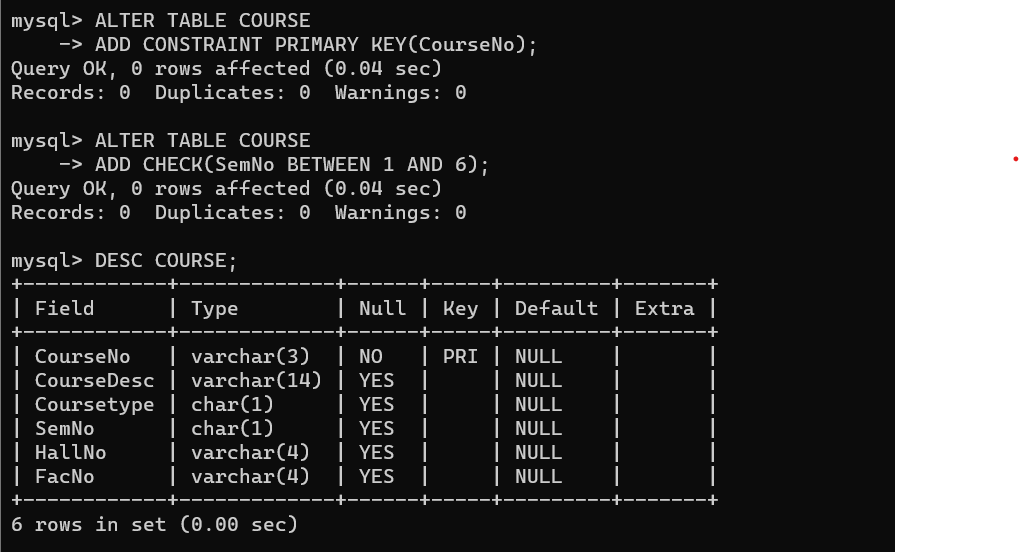 mysql> ALTER TABLE COURSE
    -> ADD CONSTRAINT PRIMARY KEY(CourseNo);
Query OK, 0 rows affected (0.04 sec)
Records: 0  Duplicates: 0  Warnings: 0

mysql> ALTER TABLE COURSE
    -> ADD CHECK(SemNo BETWEEN 1 AND 6);
Query OK, 0 rows affected (0.04 sec)
Records: 0  Duplicates: 0  Warnings: 0

mysql> DESC COURSE;
+------------+-------------+------+-----+---------+-------+
| Field      | Type        | Null | Key | Default | Extra |
+------------+-------------+------+-----+---------+-------+
| CourseNo   | varchar(3)  | NO   | PRI | NULL    |       |
| CourseDesc | varchar(14) | YES  |     | NULL    |       |
| Coursetype | char(1)     | YES  |     | NULL    |       |
| SemNo      | char(1)     | YES  |     | NULL    |       |
| HallNo     | varchar(4)  | YES  |     | NULL    |       |
| FacNo      | varchar(4)  | YES  |     | NULL    |       |
+------------+-------------+------+-----+---------+-------+
6 rows in set (0.00 sec)